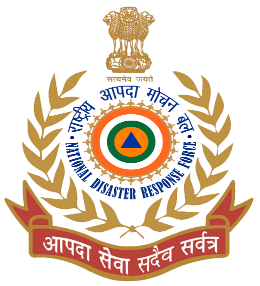 सत्यमेव जयते
राष्ट्रीय आपदा मोचन बल
NATIONAL DISASTER RESPONSE FORCE
आपदा सेवा सदैव सर्वत्र